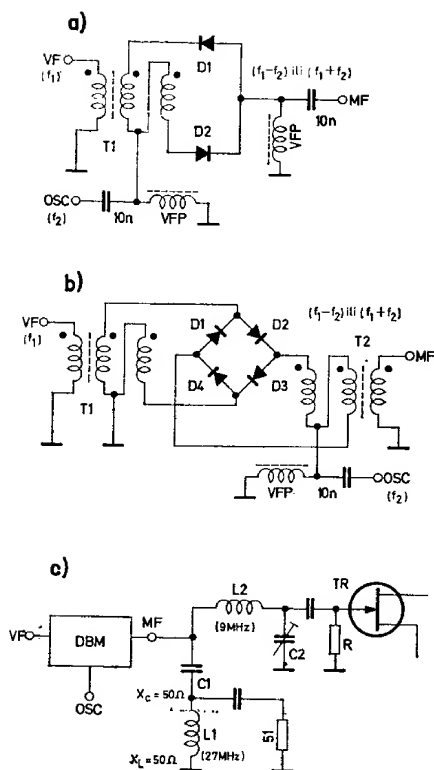 a)
VF
(f₁)
D1
(f₁-f₂) ili (f₁+f₂)
MF
10n
VFP
T1
D2
OSC
(f₂)
10n
VFP
b)
VF
(f₁)
T1
D1
D2
D4
D3
(f₁-f₂) ili (f₁+f₂)
T2
MF
VFP
10n
OSC
(f₂)
c)
VF
DBM
MF
OSC
L2
(9MHz)
TR
C2
R
C1
X_C = 50Ω
L1
X_L = 50Ω
(27MHz)
51